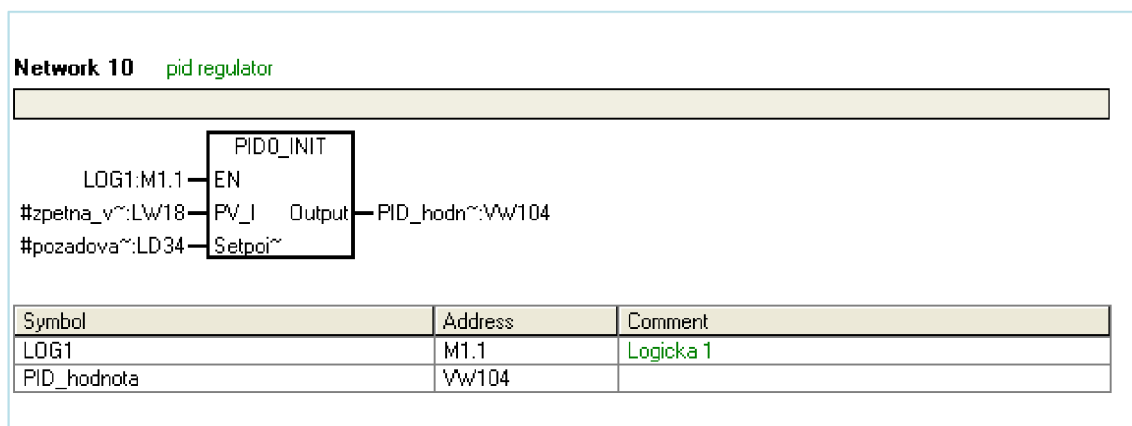 Network 10 pid regulator
PID0_INIT
LOG1:M1.1 EN
#zpetna_v~:LW18 PV_I Output PID_hodn~:VW104
#pozadova~:LD34 Setpoi~
Symbol Address Comment
LOG1 M1.1 Logicka 1
PID_hodnota VW104